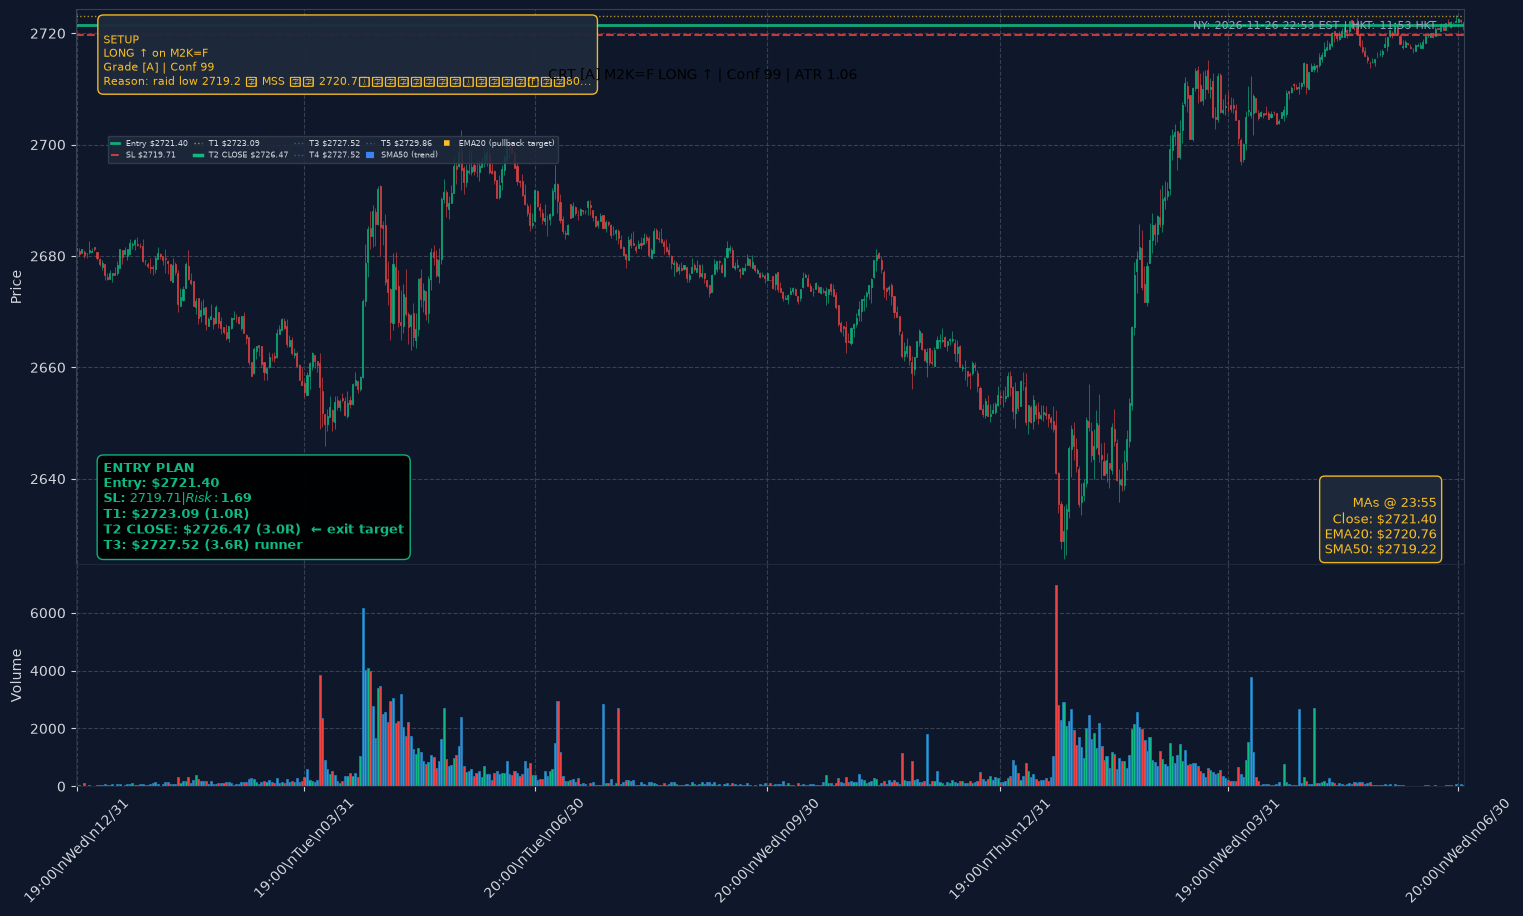 NY: 2026-11-26 22:53 EST | HKT: 11:53 HKT
SETUP
LONG ↑ on M2K=F
Grade [A] | Conf 99
Reason: raid low 2719.2 MSS 2720.7 80...
CRT [A] M2K=F LONG ↑ | Conf 99 | ATR 1.06
Entry $2721.40
SL $2719.71
T1 $2723.09
T2 CLOSE $2726.47
T3 $2727.52
T4 $2727.52
T5 $2729.86
SMA50 (trend)
EMA20 (pullback target)
Price
2720
2700
2680
2660
2640
ENTRY PLAN
Entry: $2721.40
SL: 2719.71|Risk:1.69
T1: $2723.09 (1.0R)
T2 CLOSE: $2726.47 (3.0R) ← exit target
T3: $2727.52 (3.6R) runner
MAs @ 23:55
Close: $2721.40
EMA20: $2720.76
SMA50: $2719.22
Volume
6000
4000
2000
0
19:00\nWed\n12/31
19:00\nTue\n03/31
20:00\nTue\n06/30
20:00\nWed\n09/30
19:00\nThu\n12/31
19:00\nWed\n03/31
20:00\nWed\n06/30